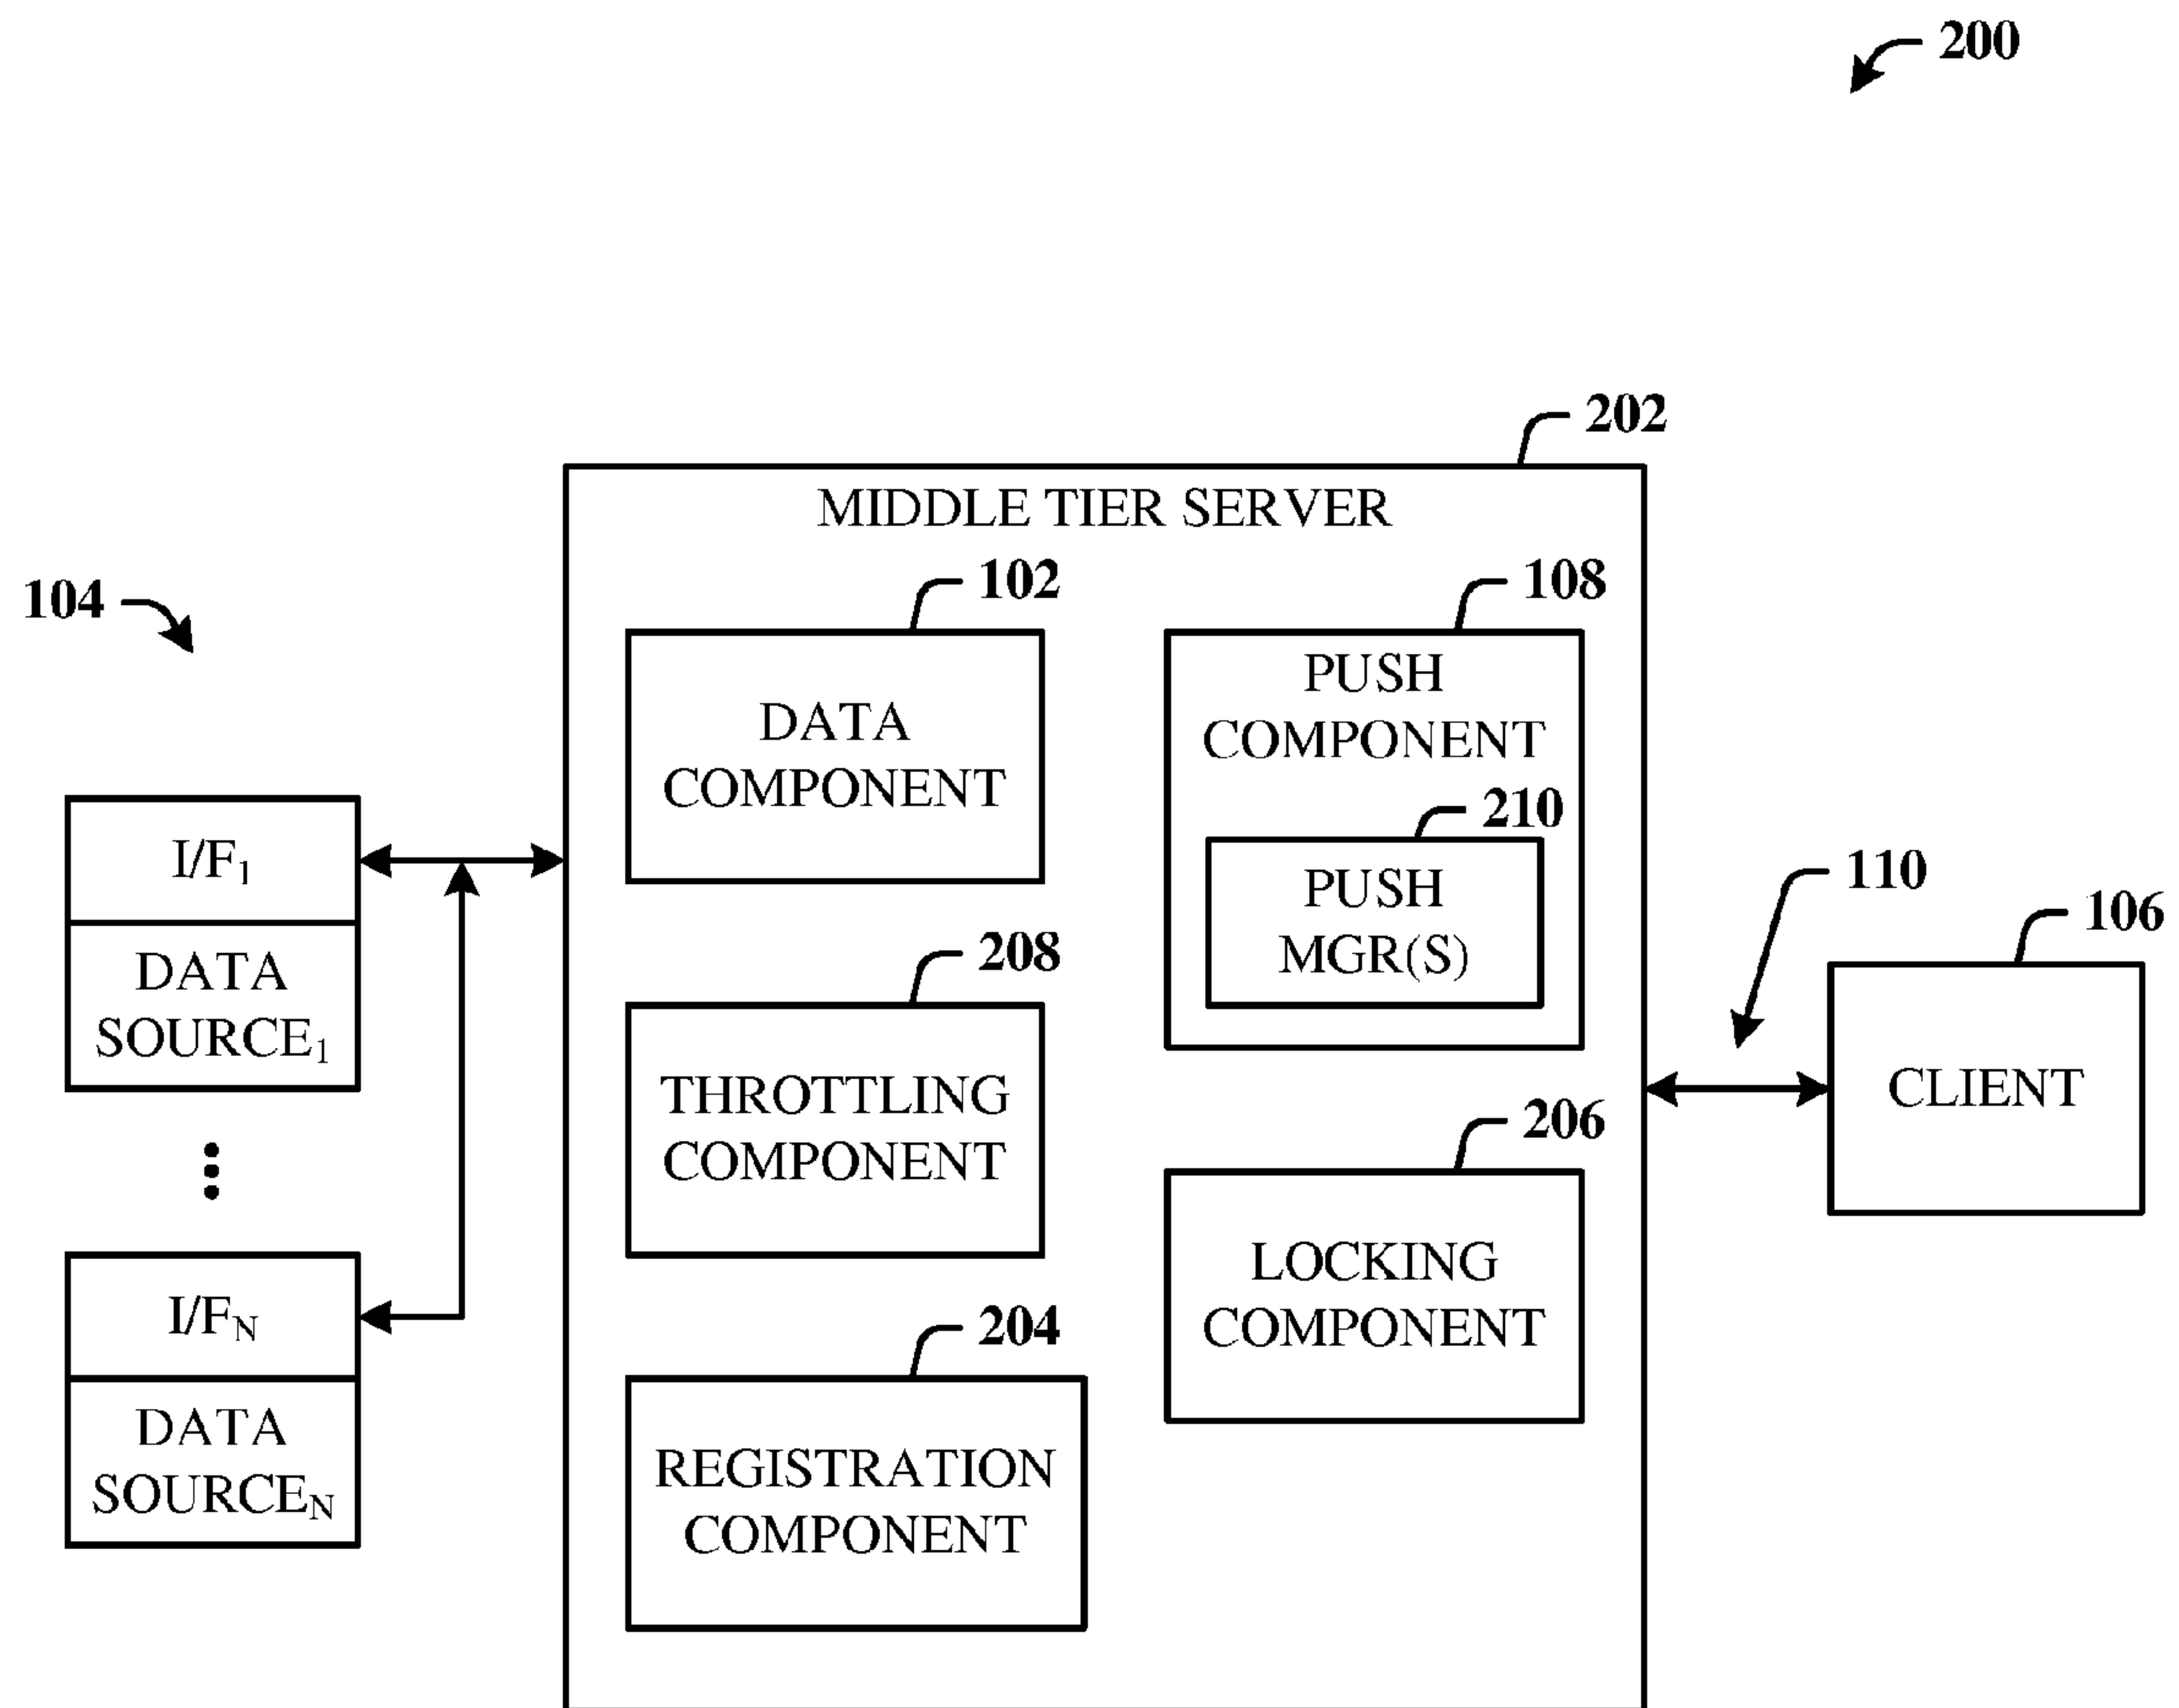 200
202
MIDDLE TIER SERVER
104
102
DATA
COMPONENT
108
PUSH
COMPONENT
210
PUSH
MGR(S)
I/F1
DATA
SOURCE1
208
THROTTLING
COMPONENT
110
106
CLIENT
206
LOCKING
COMPONENT
I/FN
DATA
SOURCEN
204
REGISTRATION
COMPONENT